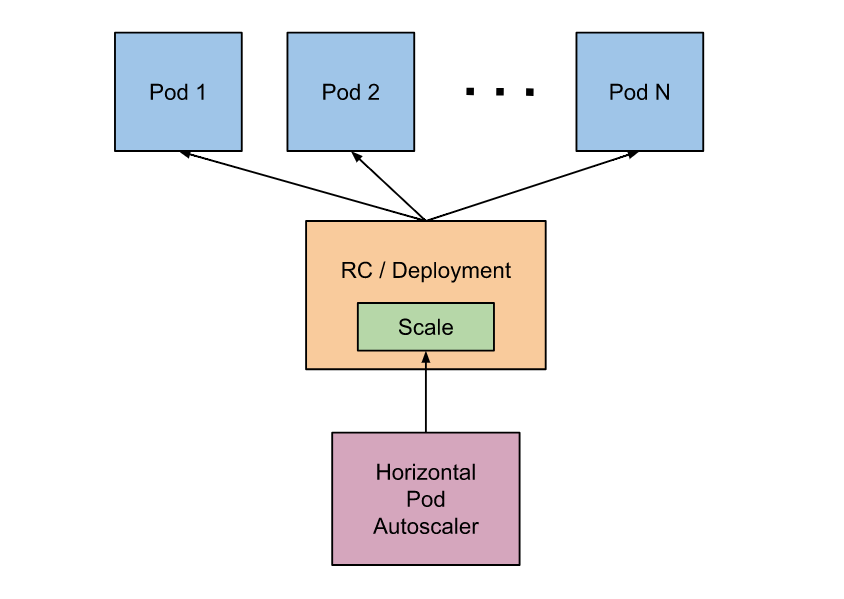 Pod 1
Pod 2
. . .
Pod N
RC / Deployment
Scale
Horizontal
Pod
Autoscaler